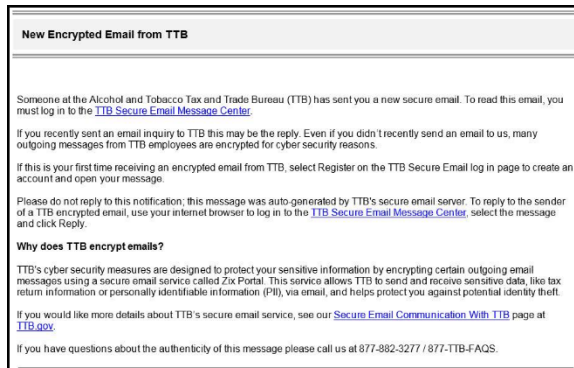 New Encrypted Email from TTB
Someone at the Alcohol and Tobacco Tax and Trade Bureau (TTB) has sent you a new secure email. To read this email, you
must log in to the TTB Secure Email Message Center.
If you recently sent an email inquiry to TTB this may be the reply. Even if you didn't recently send an email to us, many
outgoing messages from TTB employees are encrypted for cyber security reasons.
If this is your first time receiving an encrypted email from TTB, select Register on the TTB Secure Email log in page to create an
account and open your message.
Please do not reply to this notification; this message was auto-generated by TTB's secure email server. To reply to the sender
of a TTB encrypted email, use your internet browser to log in to the TTB Secure Email Message Center, select the message
and click Reply.
Why does TTB encrypt emails?
TTB's cyber security measures are designed to protect your sensitive information by encrypting certain outgoing email
messages using a secure email service called Zix Portal. This service allows TTB to send and receive sensitive data, like tax
return information or personally identifiable information (PII), via email, and helps protect you against potential identity theft.
If you would like more details about TTB's secure email service, see our Secure Email Communication With TTB page at
TTB.gov.
If you have questions about the authenticity of this message please call us at 877-882-3277 / 877-TTB-FAQS.